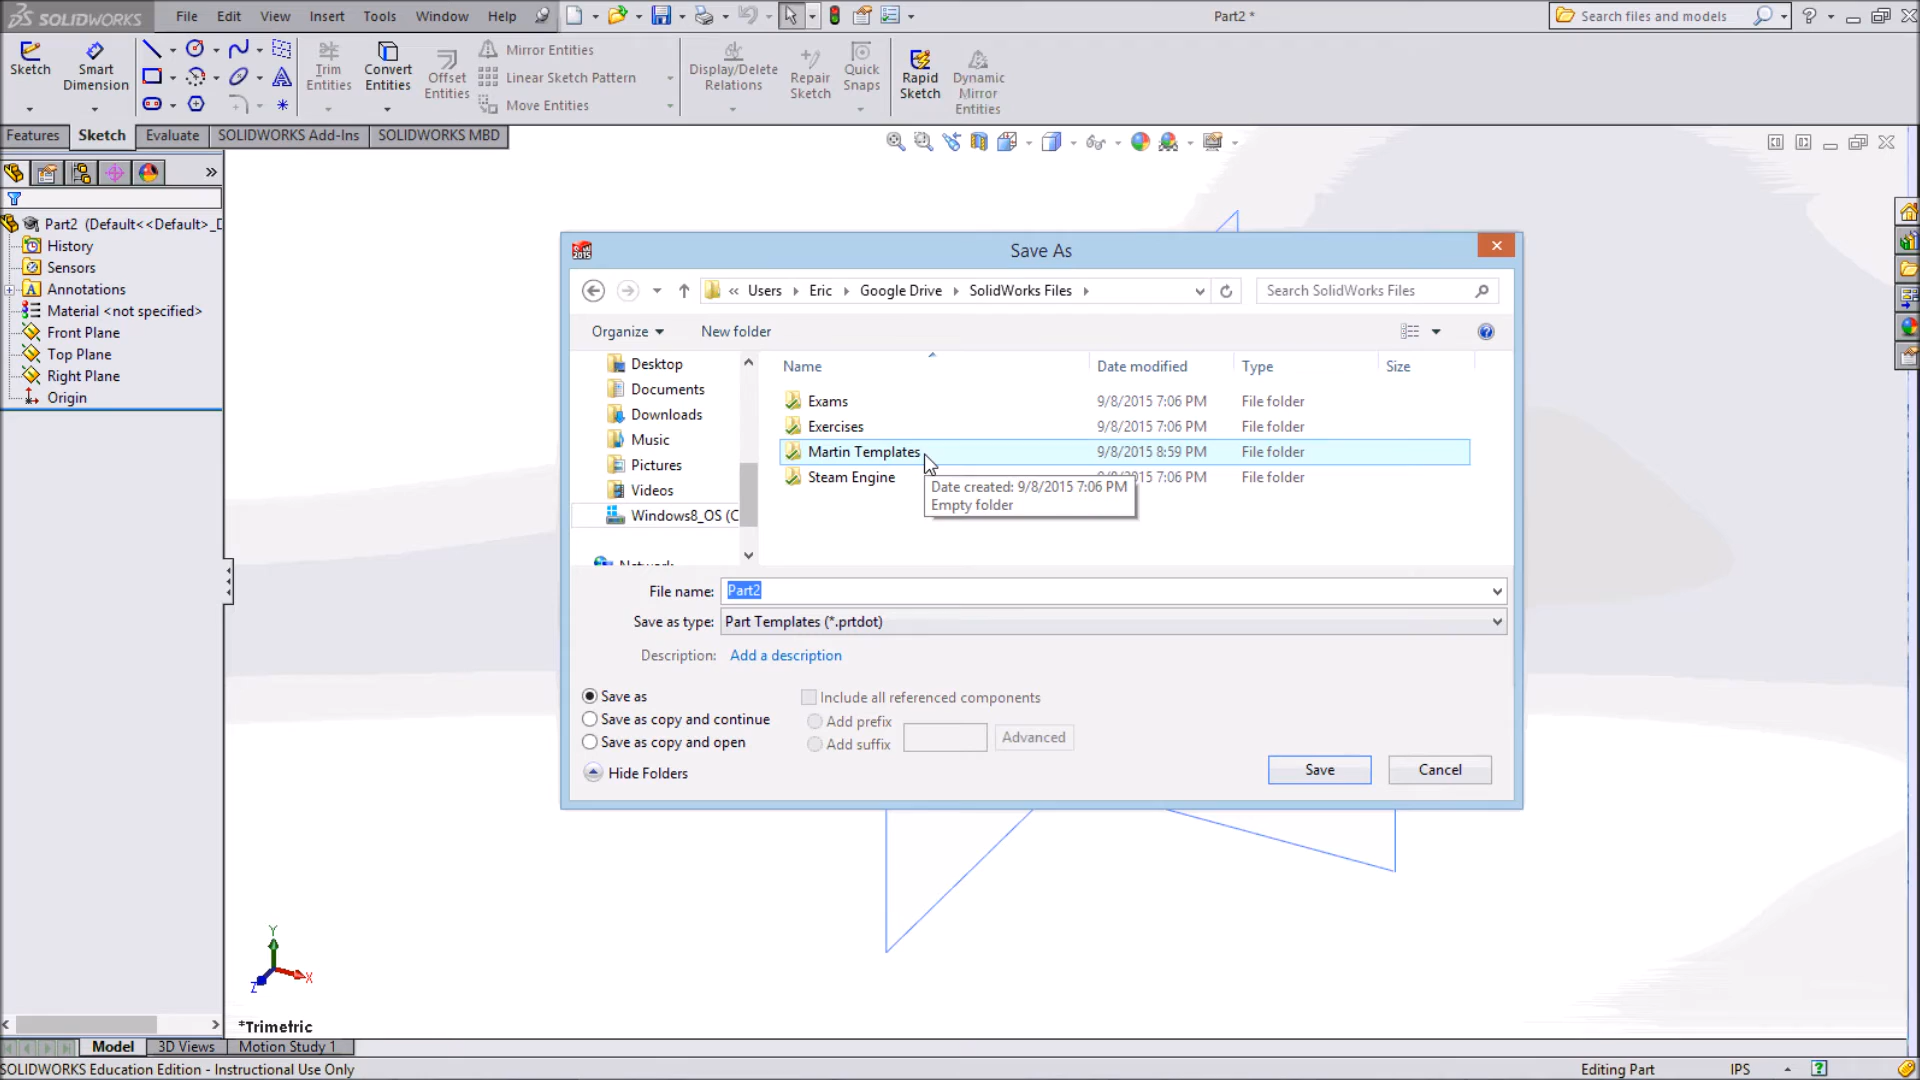 SOLIDWORKS File Edit View Insert Tools Window Help Part2 * Search files and models
Sketch Smart Dimension Trim Entities Convert Entities Offset Entities Mirror Entities Linear Sketch Pattern Move Entities Display/Delete Relations Repair Sketch Quick Snaps Rapid Sketch Dynamic Mirror Entities
Features Sketch Evaluate SOLIDWORKS Add-Ins SOLIDWORKS MBD
Part2 (Default<<Default>_D
History
Sensors
Annotations
Material <not specified>
Front Plane
Top Plane
Right Plane
Origin
Save As
« Users Eric Google Drive SolidWorks Files Search SolidWorks Files
Organize New folder
Desktop
Documents
Downloads
Music
Pictures
Videos
Windows8_OS (C
Name Date modified Type Size
Exams 9/8/2015 7:06 PM File folder
Exercises 9/8/2015 7:06 PM File folder
Martin Templates 9/8/2015 8:59 PM File folder
Steam Engine 9/8/2015 7:06 PM File folder
Date created: 9/8/2015 7:06 PM
Empty folder
File name: Part2
Save as type: Part Templates (*.prtdot)
Description: Add a description
Save as
Save as copy and continue
Save as copy and open
Include all referenced components
Add prefix
Add suffix
Advanced
Hide Folders
Save Cancel
Y
X
Z
*Trimetric
Model 3D Views Motion Study 1
SOLIDWORKS Education Edition - Instructional Use Only Editing Part IPS